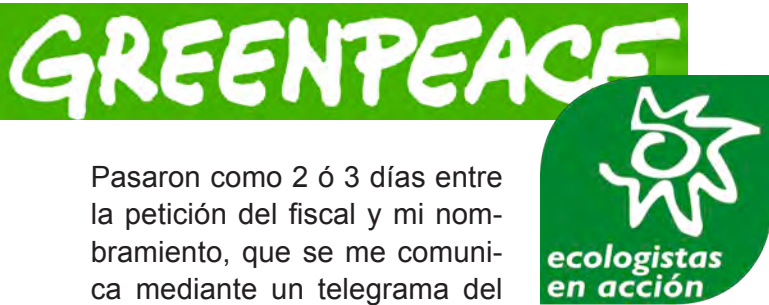 GREENPEACE
Pasaron como 2 ó 3 días entre
la petición del fiscal y mi nom-
bramiento, que se me comuni-
ca mediante un telegrama del
ecologistas
en acción